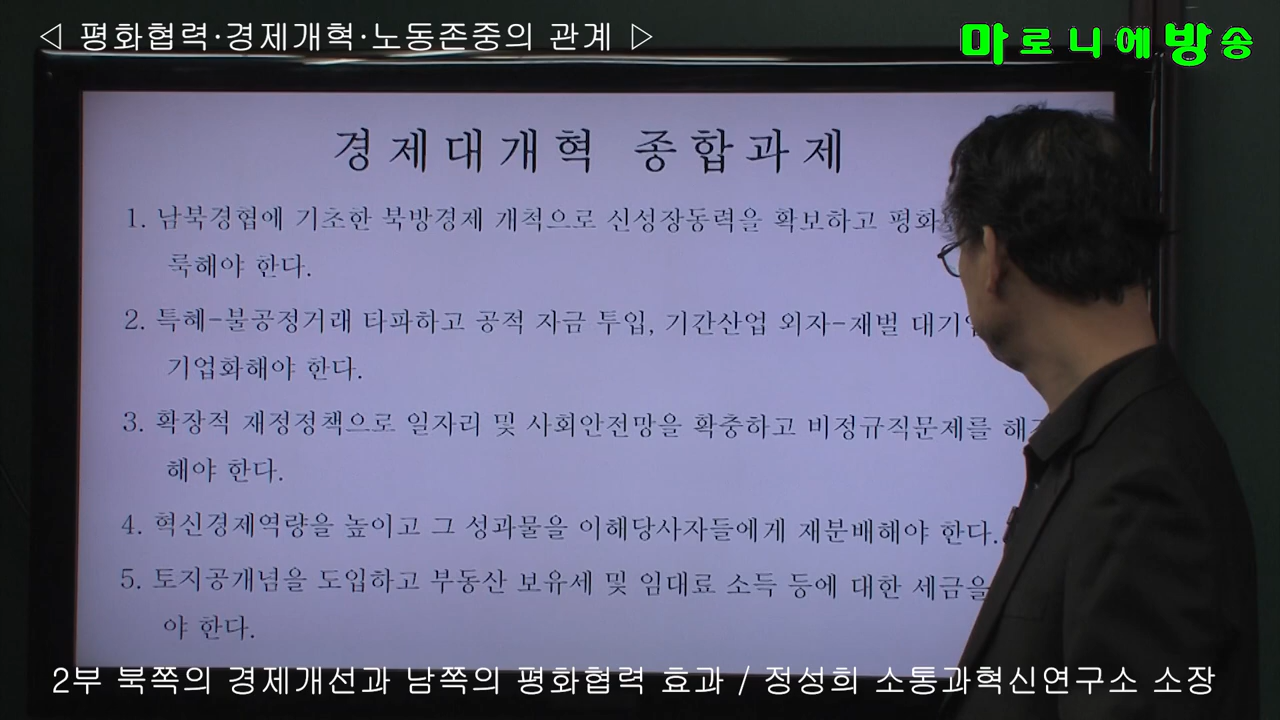 ◁ 평화협력·경제개혁·노동존중의 관계 ▷
마로니에방송
경제대개혁 종합과제
1. 남북경협에 기초한 북방경제 개척으로 신성장동력을 확보하고 평화
룩해야 한다.
2. 특혜-불공정거래 타파하고 공적 자금 투입, 기간산업 외자-재벌 대기업
기업화해야 한다.
3. 확장적 재정정책으로 일자리 및 사회안전망을 확충하고 비정규직문제를 해
해야 한다.
4. 혁신경제역량을 높이고 그 성과물을 이해당사자들에게 재분배해야 한다.
5. 토지공개념을 도입하고 부동산 보유세 및 임대료 소득 등에 대한 세금을
야 한다.
2부 북쪽의 경제개선과 남쪽의 평화협력 효과 / 정성희 소통과혁신연구소 소장